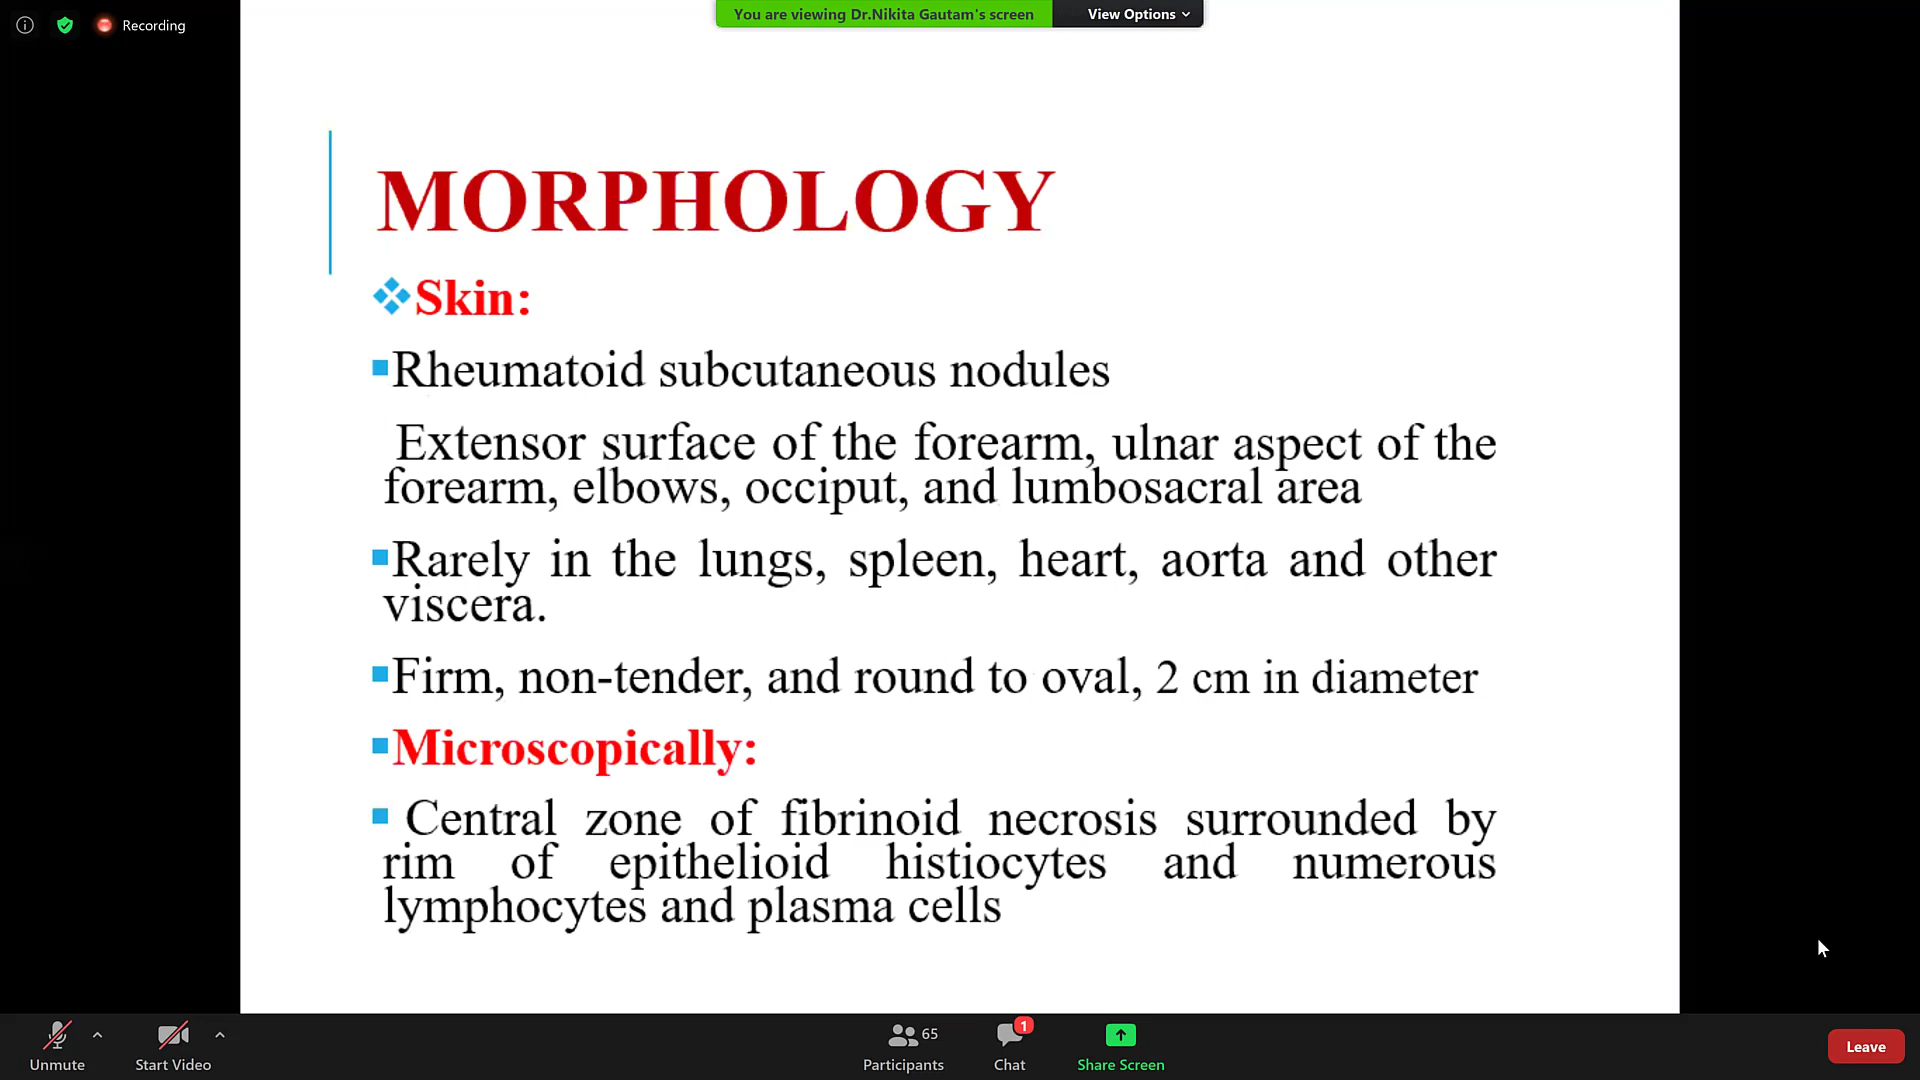 Recording
You are viewing Dr.Nikita Gautam's screen
View Options
MORPHOLOGY
Skin:
Rheumatoid subcutaneous nodules
Extensor surface of the forearm, ulnar aspect of the
forearm, elbows, occiput, and lumbosacral area
Rarely in the lungs, spleen, heart, aorta and other
viscera.
Firm, non-tender, and round to oval, 2 cm in diameter
Microscopically:
Central zone of fibrinoid necrosis surrounded by
rim of epithelioid histiocytes and numerous
lymphocytes and plasma cells
Unmute
Start Video
65
Participants
1
Chat
Share Screen
Leave